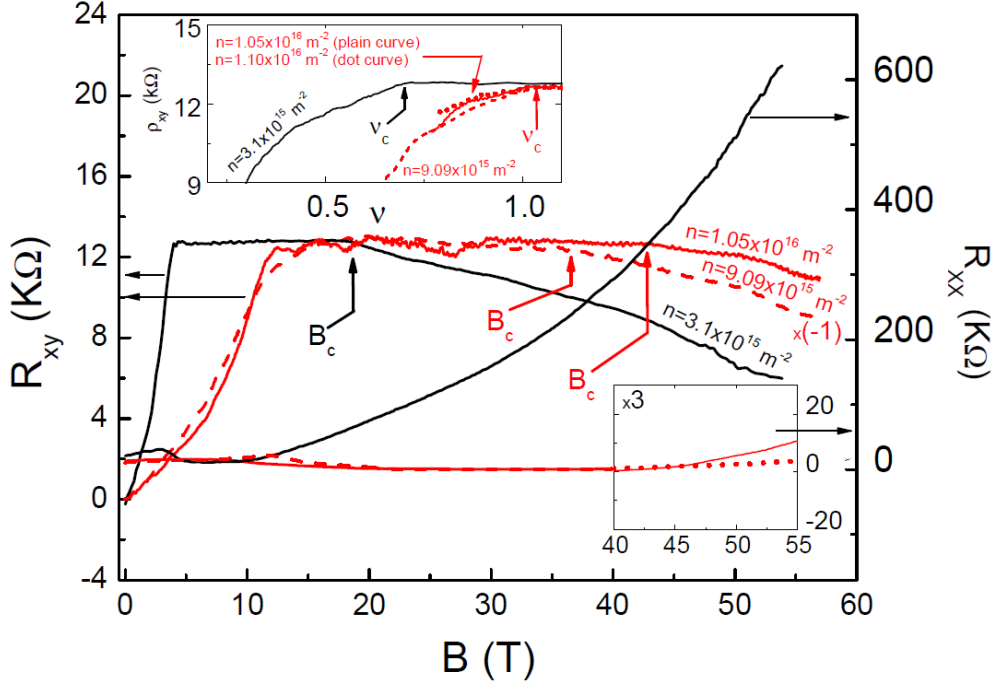 24
20
16
12
8
4
0
-4
R_xy (KΩ)
0
10
20
30
40
50
60
B (T)
600
400
200
0
R_xx (KΩ)
15
12
9
ρ_xy (kΩ)
n=1.05x10^16 m^-2 (plain curve)
n=1.10x10^16 m^-2 (dot curve)
n=3.1x10^15 m^-2
ν_c
ν_c
n=9.09x10^15 m^-2
0.5
ν
1.0
n=1.05x10^16 m^-2
n=9.09x10^15 m^-2
x(-1)
n=3.1x10^15 m^-2
B_c
B_c
B_c
x3
20
0
-20
40
45
50
55